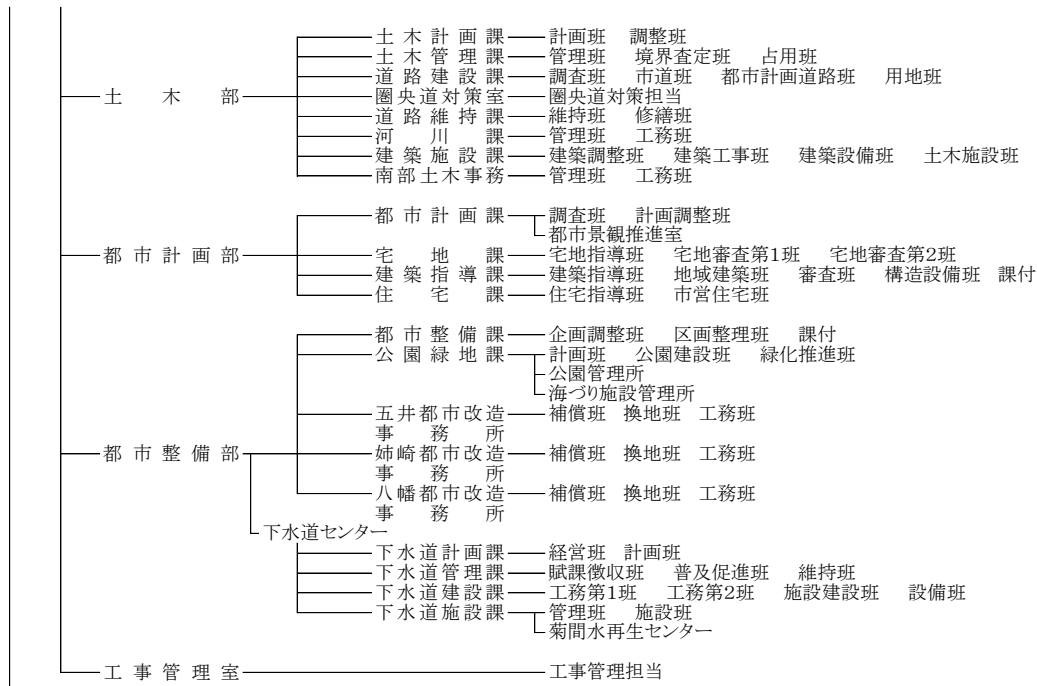 土木計画課 計画班 調整班
土木管理課 管理班 境界査定班 占用班
道路建設課 調査班 市道班 都市計画道路班 用地班
土木部 圏央道対策室 圏央道対策担当
道路維持課 維持班 修繕班
河川課 管理班 工務班
建築施設課 建築調整班 建築工事班 建築設備班 土木施設班
南部土木事務 管理班 工務班
都市計画課 調査班 計画調整班
都市景観推進室
都市計画部 宅地課 宅地指導班 宅地審査第1班 宅地審査第2班
建築指導課 建築指導班 地域建築班 審査班 構造設備班 課付
住宅課 住宅指導班 市営住宅班
都市整備課 企画調整班 区画整理班 課付
公園緑地課 計画班 公園建設班 緑化推進班
公園管理所
海づり施設管理所
五井都市改造 補償班 換地班 工務班
事務所
都市整備部 姉崎都市改造 補償班 換地班 工務班
事務所
八幡都市改造 補償班 換地班 工務班
事務所
下水道センター
下水道計画課 経営班 計画班
下水道管理課 賦課徴収班 普及促進班 維持班
下水道建設課 工務第1班 工務第2班 施設建設班 設備班
下水道施設課 管理班 施設班
菊間水再生センター
工事管理室 工事管理担当